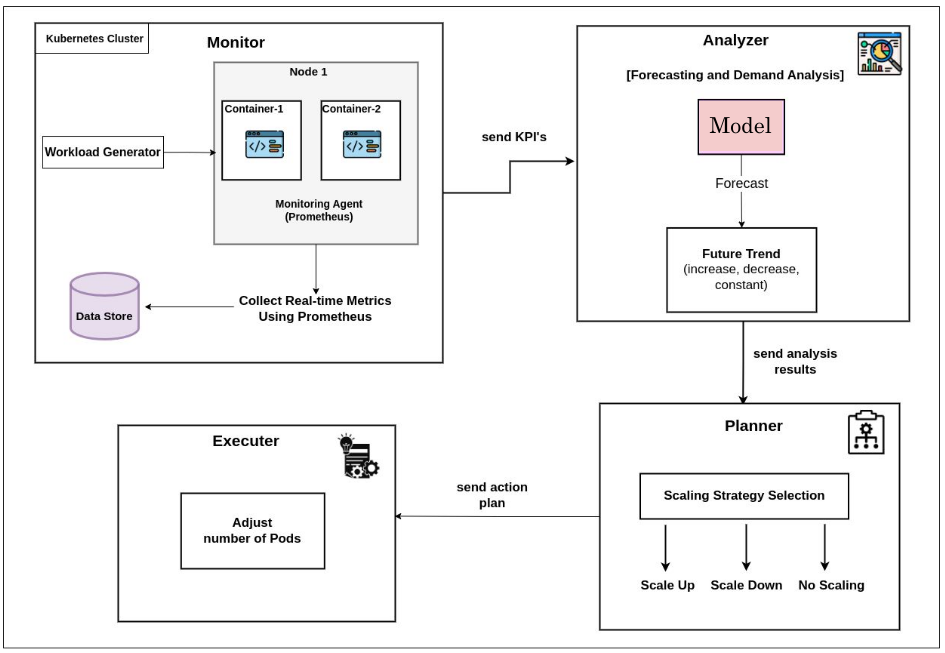 Kubernetes Cluster
Monitor
Node 1
Container-1
Container-2
Workload Generator
Monitoring Agent
(Prometheus)
Collect Real-time Metrics
Using Prometheus
Data Store
send KPI's
Analyzer
[Forecasting and Demand Analysis]
Model
Forecast
Future Trend
(increase, decrease,
constant)
send analysis
results
Planner
Scaling Strategy Selection
Scale Up
Scale Down
No Scaling
send action
plan
Executer
Adjust
number of Pods